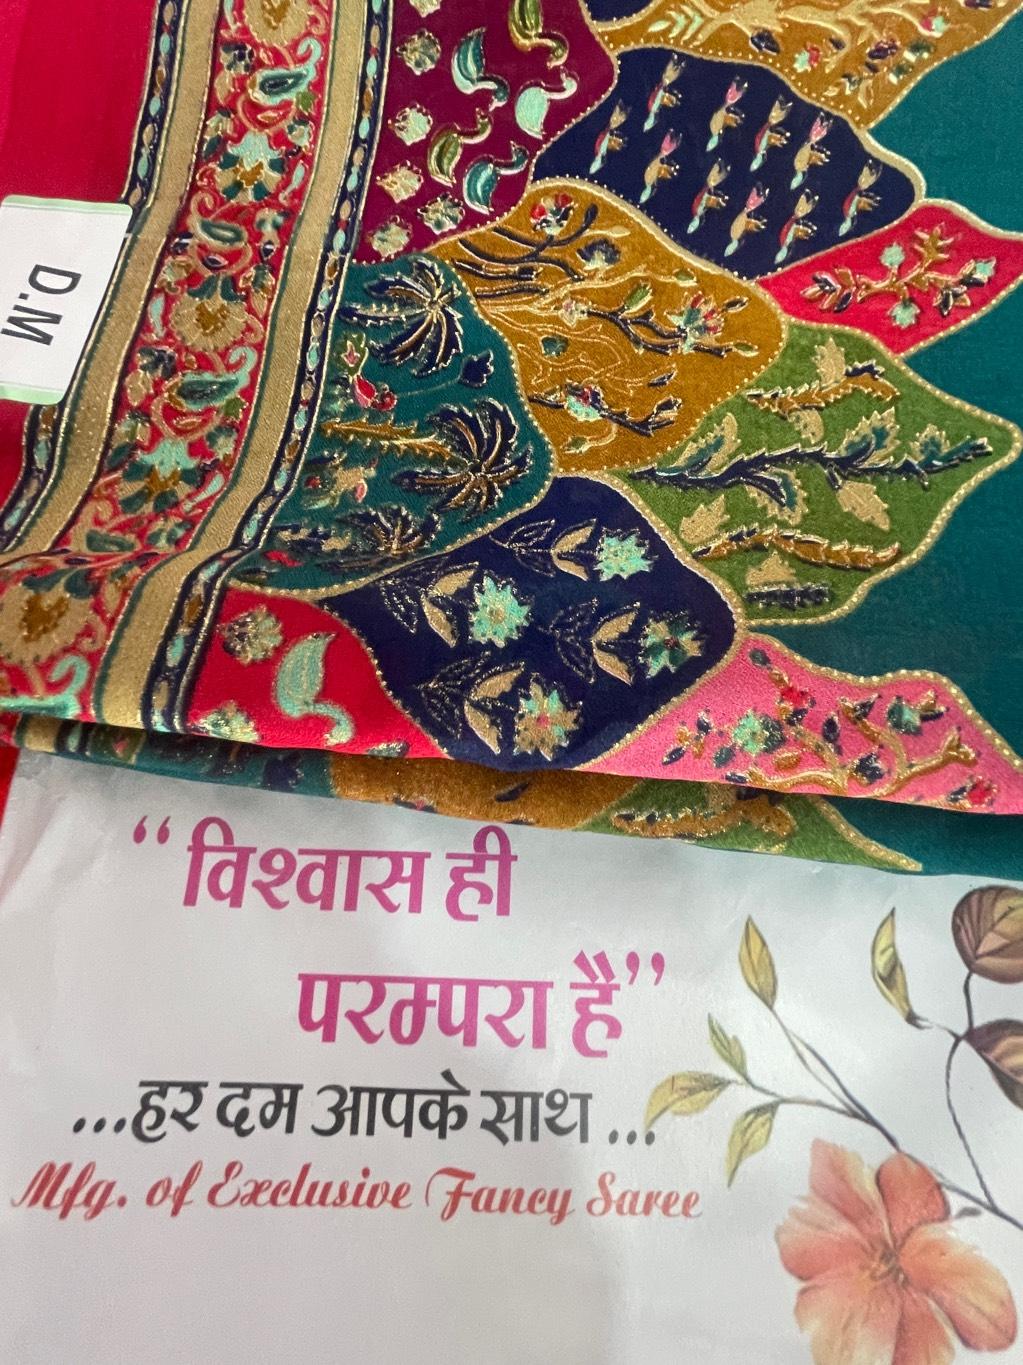 D.M
“विश्वास ही
परम्परा है”
...हर दम आपके साथ...
Mfg. of Exclusive Fancy Saree